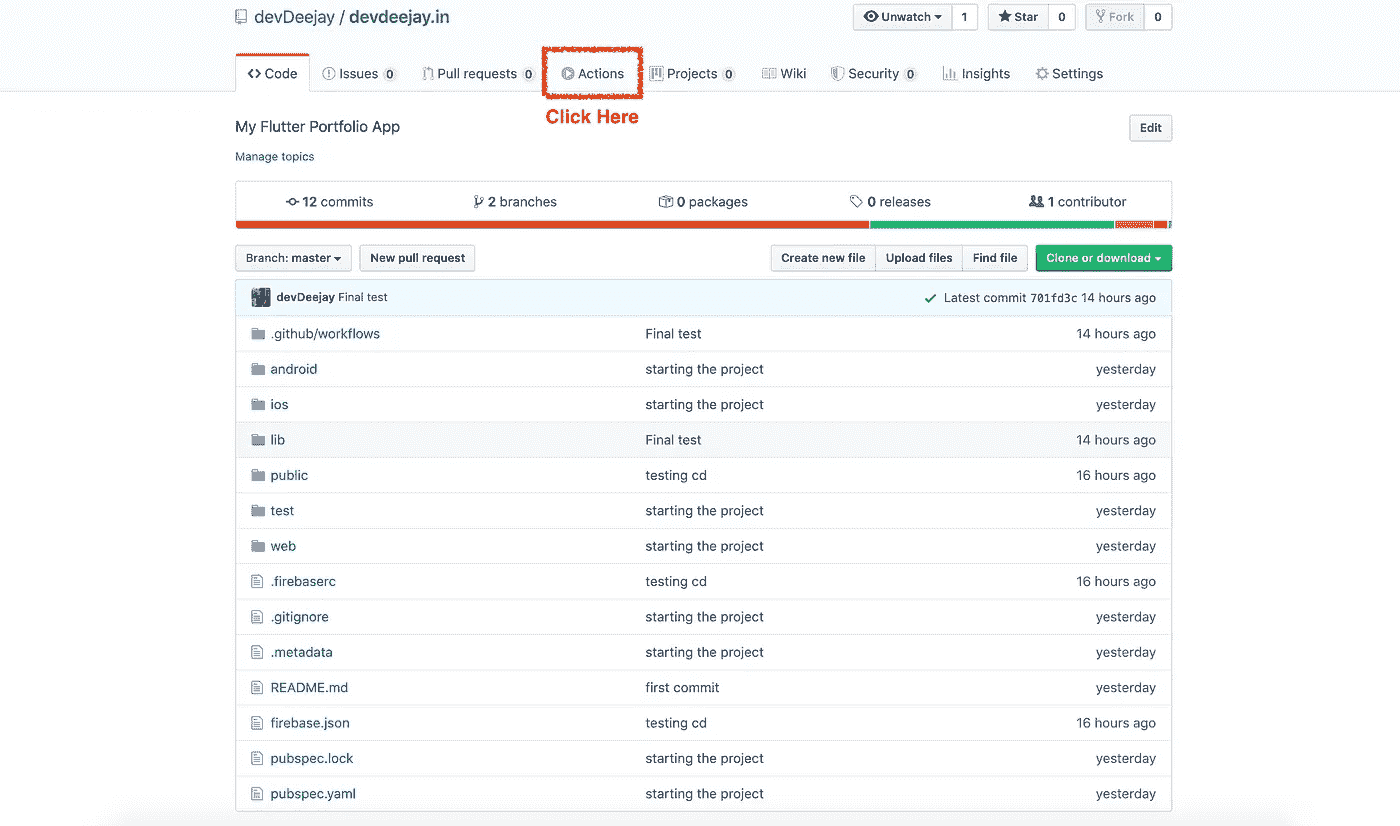 devDeejay / devdeejay.in
Unwatch 1 Star 0 Fork 0
Code Issues 0 Pull requests 0 Actions Projects 0 Wiki Security 0 Insights Settings
Click Here
My Flutter Portfolio App Edit
Manage topics
12 commits 2 branches 0 packages 0 releases 1 contributor
Branch: master New pull request Create new file Upload files Find file Clone or download
devDeejay Final test Latest commit 701fd3c 14 hours ago
.github/workflows Final test 14 hours ago
android starting the project yesterday
ios starting the project yesterday
lib Final test 14 hours ago
public testing cd 16 hours ago
test starting the project yesterday
web starting the project yesterday
.firebaserc testing cd 16 hours ago
.gitignore starting the project yesterday
.metadata starting the project yesterday
README.md first commit yesterday
firebase.json testing cd 16 hours ago
pubspec.lock starting the project yesterday
pubspec.yaml starting the project yesterday